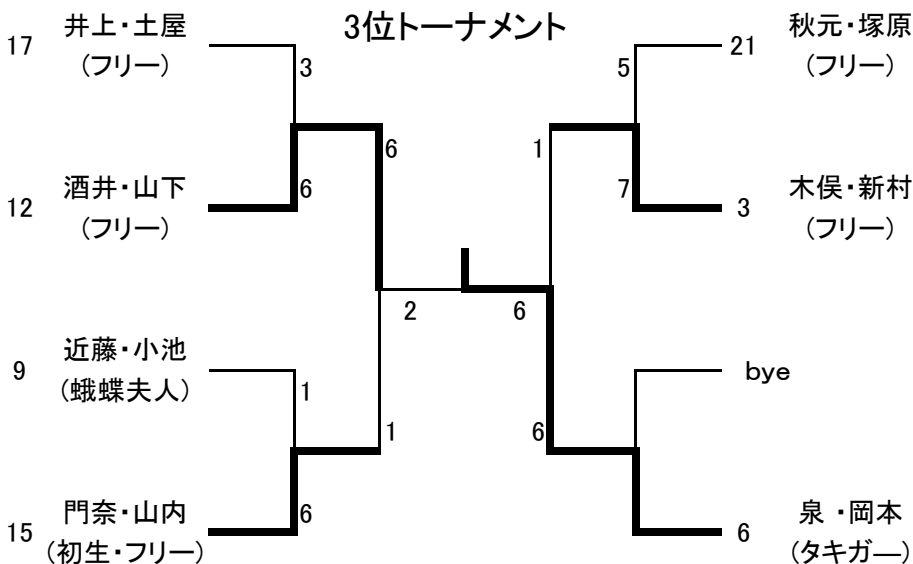 3位トーナメント
17
井上・土屋
(フリー)
3
12
酒井・山下
(フリー)
6
6
9
近藤・小池
(蛾蝶夫人)
1
15
門奈・山内
(初生・フリー)
6
1
2
6
秋元・塚原
(フリー)
21
5
木俣・新村
(フリー)
3
7
1
bye
6
泉 ・岡本
(タキガ―)
6